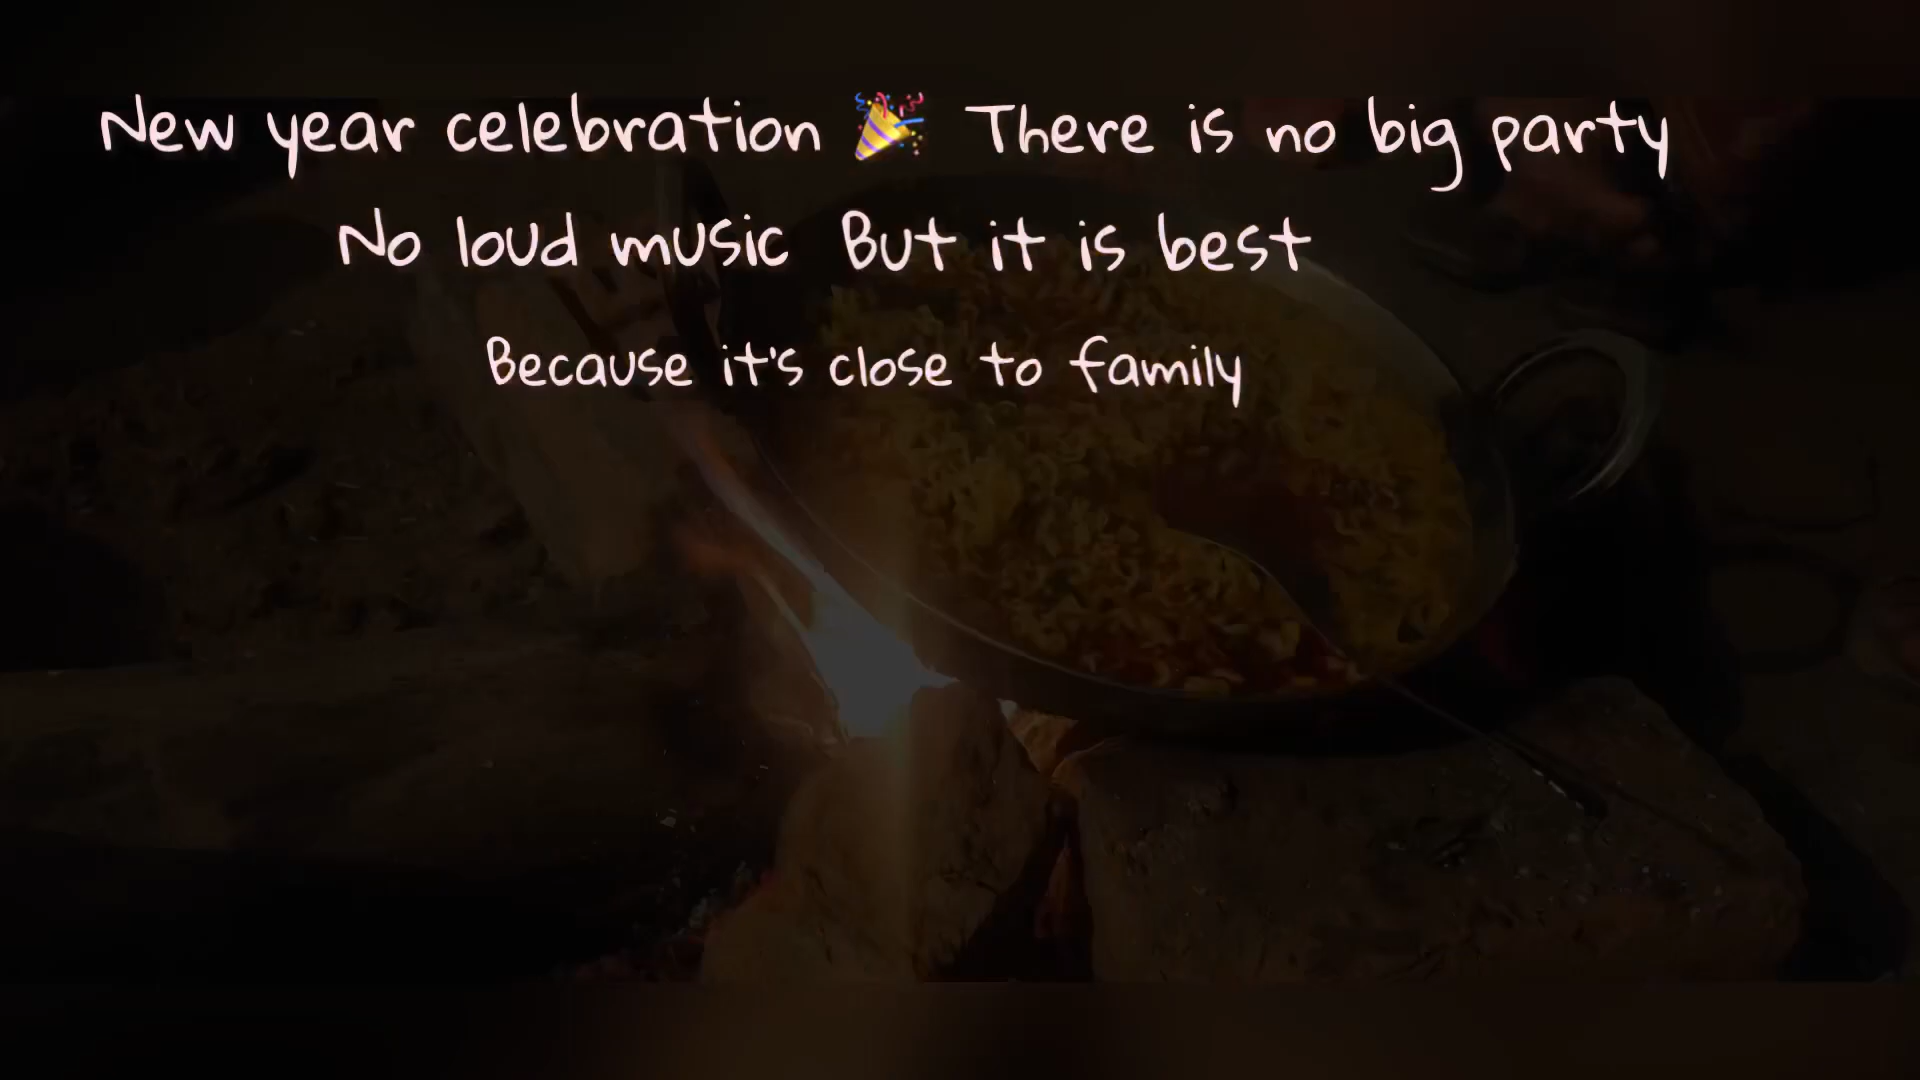 New year celebration 🎉 There is no big party
No loud music But it is best
Because it's close to family